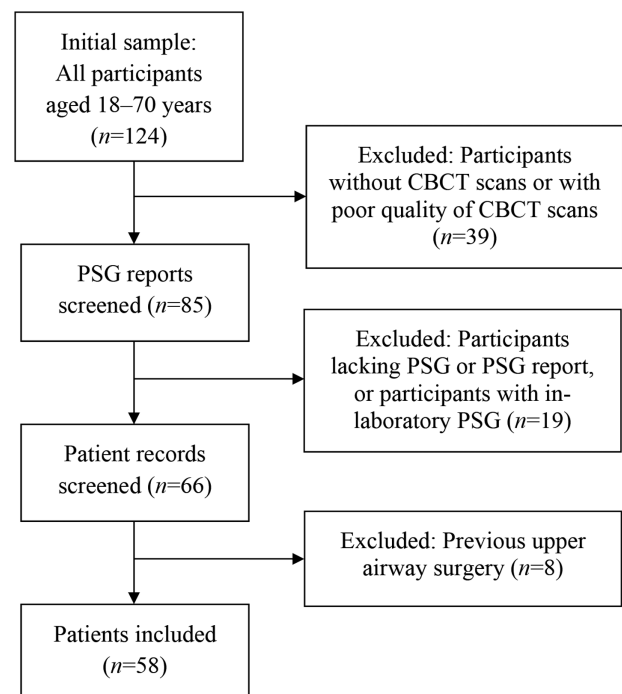 Initial sample:
All participants
aged 18–70 years
(n=124)
Excluded: Participants
without CBCT scans or with
poor quality of CBCT scans
(n=39)
PSG reports
screened (n=85)
Excluded: Participants
lacking PSG or PSG report,
or participants with in-
laboratory PSG (n=19)
Patient records
screened (n=66)
Excluded: Previous upper
airway surgery (n=8)
Patients included
(n=58)